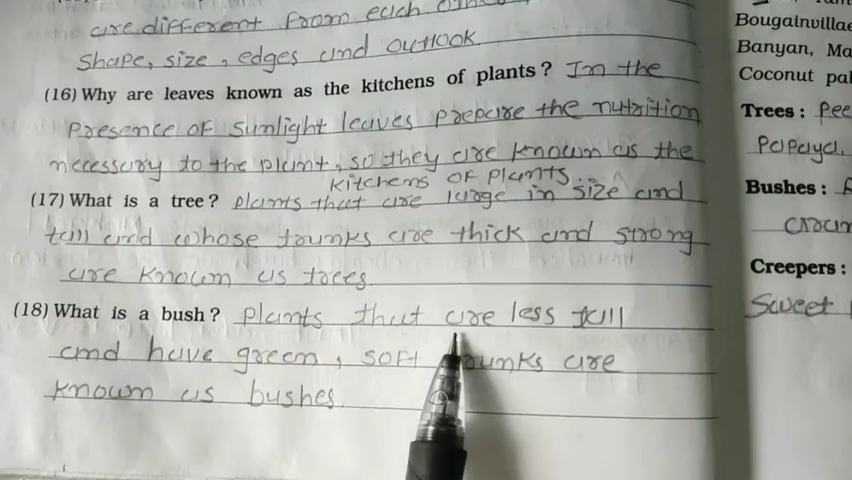 are different from each
shape, size, edges and outlook.
(16) Why are leaves known as the kitchens of plants? In the
presence of sunlight leaves prepare the nutrition
necessary to the plant, so they are known as the
kitchens of plants.
(17) What is a tree? plants that are large in size and
tall and whose trunks are thick and strong
are known as trees.
(18) What is a bush? plants that are less tall
and have green, soft trunks are
known as bushes.
Bougainvillae
Banyan, Ma
Coconut pal
Trees: Pee
Papaya,
Bushes:
Creepers:
Sweet